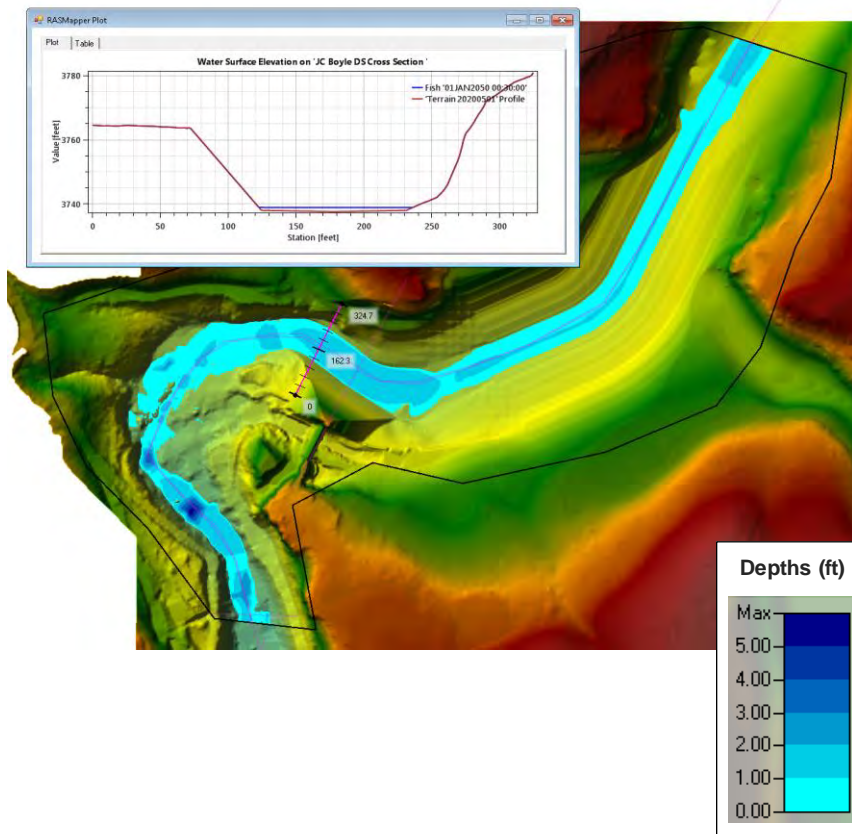 RASMapper Plot
Plot Table
Water Surface Elevation on 'JC Boyle DS Cross Section '
Fish '01JAN2050 00:30:00'
'Terrain 20200501' Profile
Value [feet]
3780
3760
3740
0 50 100 150 200 250 300
Station [feet]
324.7
162.3
0
Depths (ft)
Max
5.00
4.00
3.00
2.00
1.00
0.00